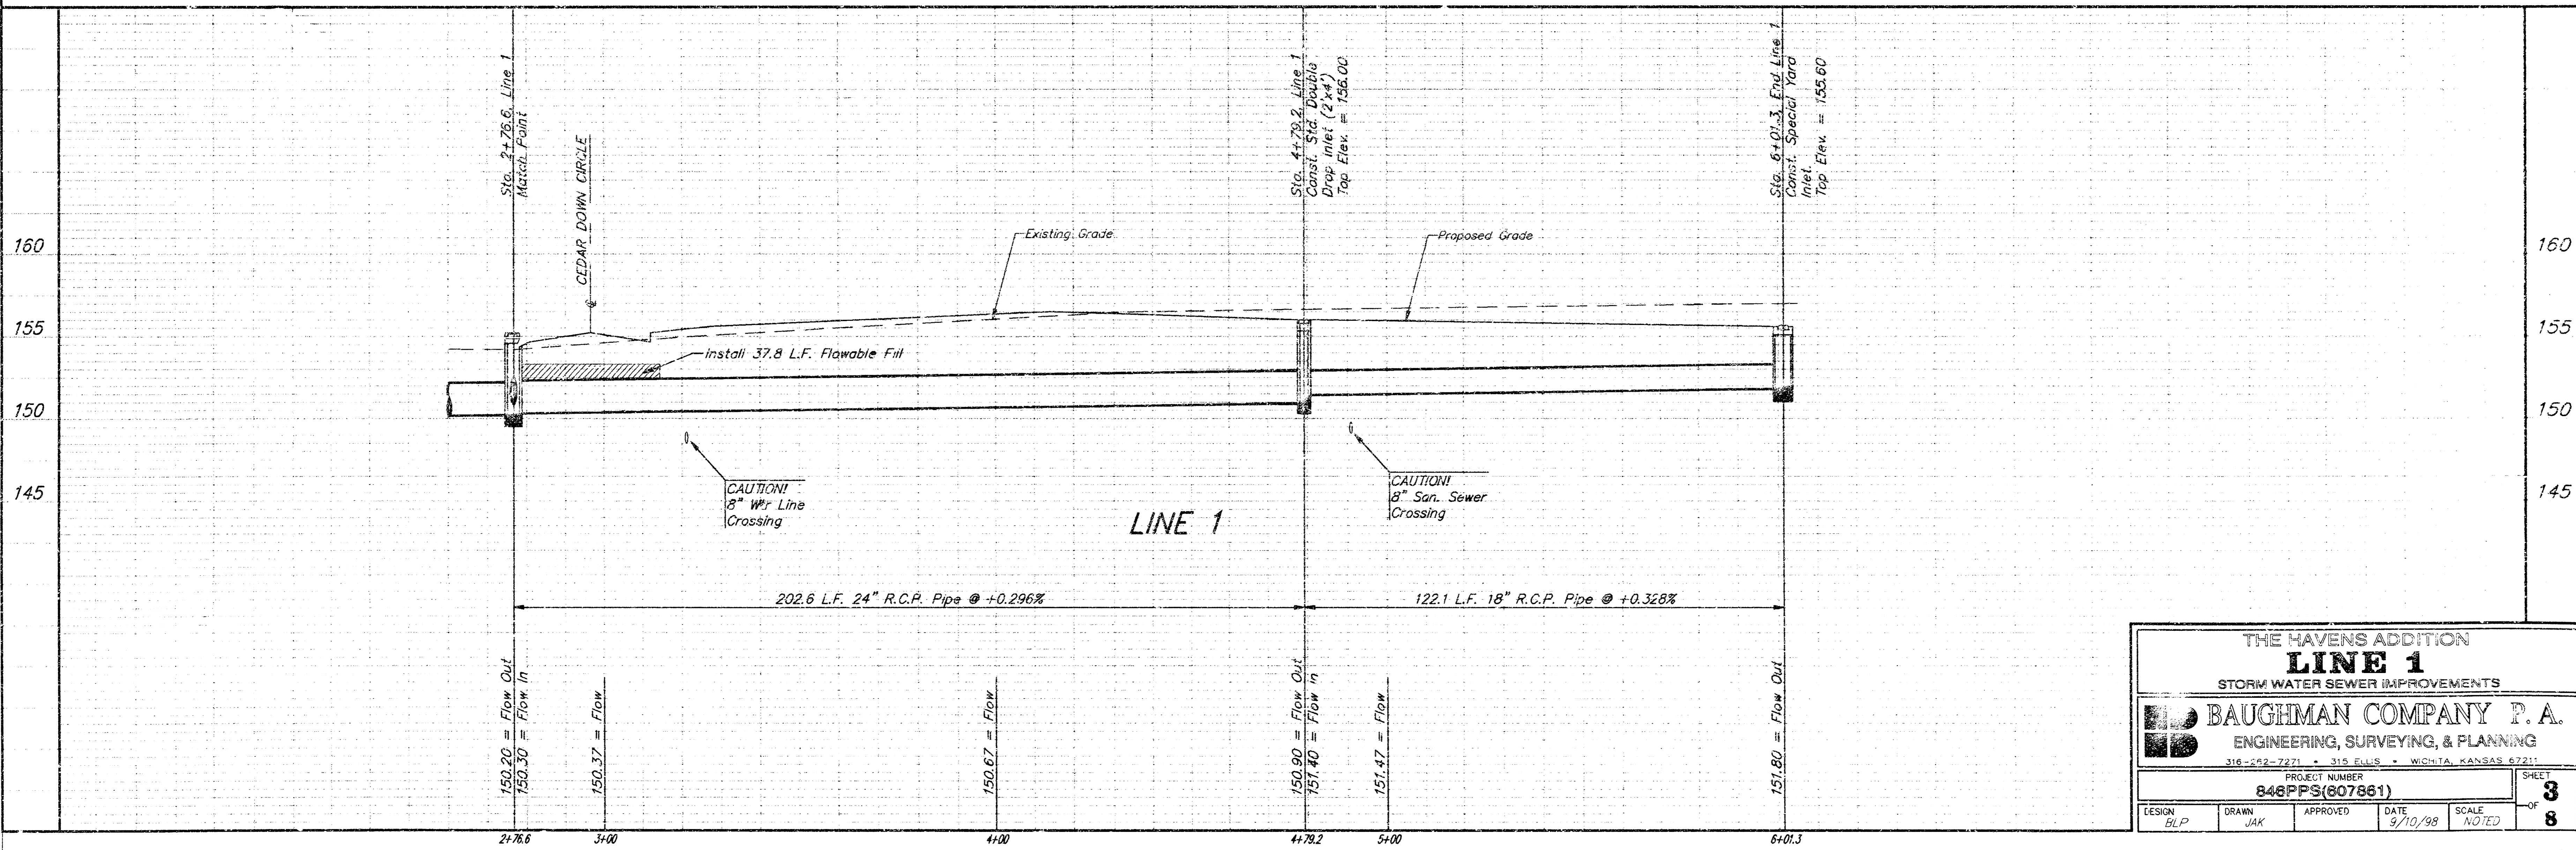 Sta. 2+76.6, Line 1
Match Point
CEDAR DOWN CIRCLE
Sta. 4+79.2, Line 1
Const. Std. Double
Drop Inlet (2'x4')
Top Elev. = 156.00
Sta. 6+01.3, End Line 1
Const. Special Yard
Inlet
Top Elev. = 155.60
160
155
150
145
160
155
150
145
Existing Grade
Proposed Grade
Install 37.8 L.F. Flowable Fill
CAUTION!
8" Wtr Line
Crossing
CAUTION!
8" San. Sewer
Crossing
LINE 1
202.6 L.F. 24" R.C.P. Pipe @ +0.296%
122.1 L.F. 18" R.C.P. Pipe @ +0.328%
150.20 = Flow Out
150.30 = Flow In
150.37 = Flow
150.67 = Flow
150.90 = Flow Out
151.40 = Flow In
151.47 = Flow
151.80 = Flow Out
2+76.6
3+00
4+00
4+79.2
5+00
6+01.3
THE HAVENS ADDITION
LINE 1
STORM WATER SEWER IMPROVEMENTS
BAUGHMAN COMPANY P. A.
ENGINEERING, SURVEYING, & PLANNING
316-262-7271 • 315 ELLIS • WICHITA, KANSAS 67211
PROJECT NUMBER
846PPS(607861)
SHEET
3
OF
8
DESIGN
BLP
DRAWN
JAK
APPROVED
DATE
9/10/98
SCALE
NOTED